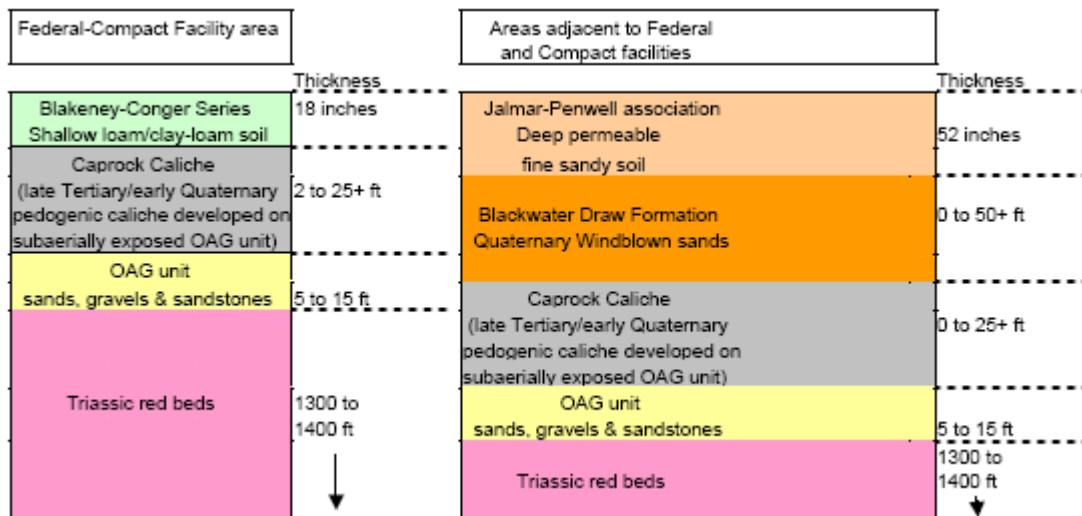 Federal-Compact Facility area
Thickness
Blakeney-Conger Series
Shallow loam/clay-loam soil
18 inches
Caprock Caliche
(late Tertiary/early Quaternary
pedogenic caliche developed on
subaerially exposed OAG unit)
2 to 25+ ft
OAG unit
sands, gravels & sandstones
5 to 15 ft
Triassic red beds
1300 to
1400 ft
Areas adjacent to Federal
and Compact facilities
Thickness
Jalmar-Penwell association
Deep permeable
fine sandy soil
52 inches
Blackwater Draw Formation
Quaternary Windblown sands
0 to 50+ ft
Caprock Caliche
(late Tertiary/early Quaternary
pedogenic caliche developed on
subaerially exposed OAG unit)
0 to 25+ ft
OAG unit
sands, gravels & sandstones
5 to 15 ft
Triassic red beds
1300 to
1400 ft